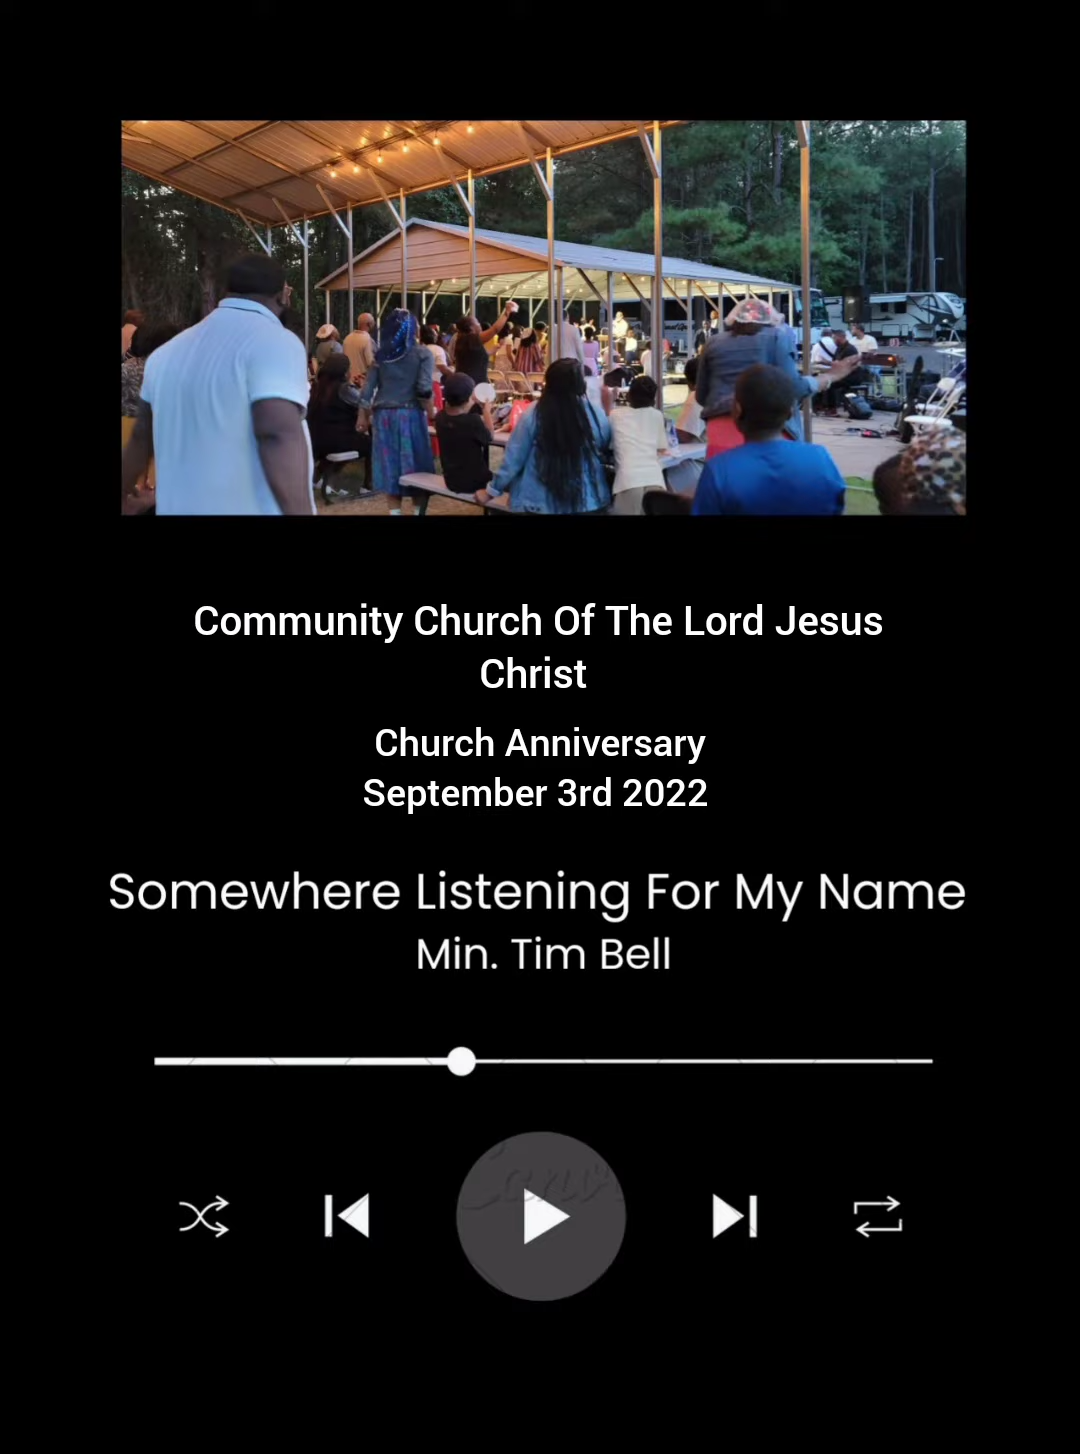 Community Church Of The Lord Jesus
Christ
Church Anniversary
September 3rd 2022
Somewhere Listening For My Name
Min. Tim Bell